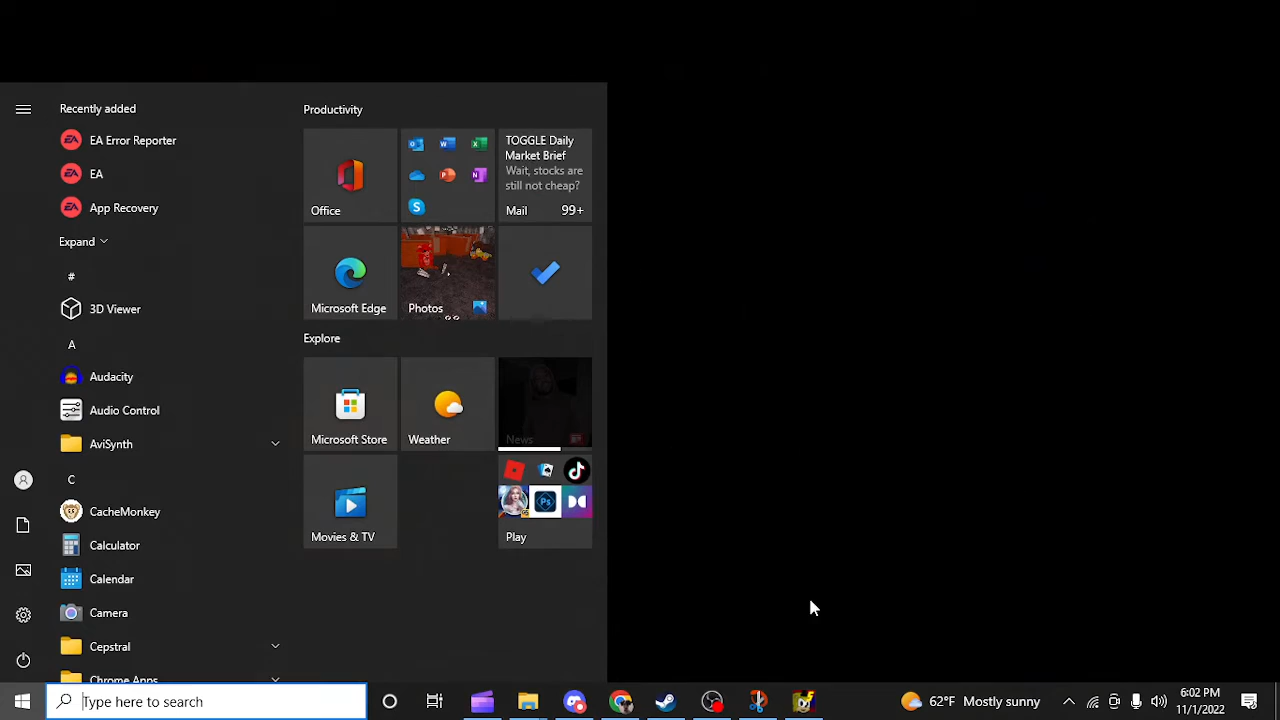 Recently added
EA Error Reporter
EA
App Recovery
Expand
#
3D Viewer
A
Audacity
Audio Control
AviSynth
C
CacheMonkey
Calculator
Calendar
Camera
Cepstral
Chrome Apps
Productivity
Office
TOGGLE Daily
Market Brief
Wait, stocks are
still not cheap?
Mail 99+
Microsoft Edge
Photos
Explore
Microsoft Store
Weather
News
Movies & TV
Play
Type here to search
62°F Mostly sunny
6:02 PM
11/1/2022